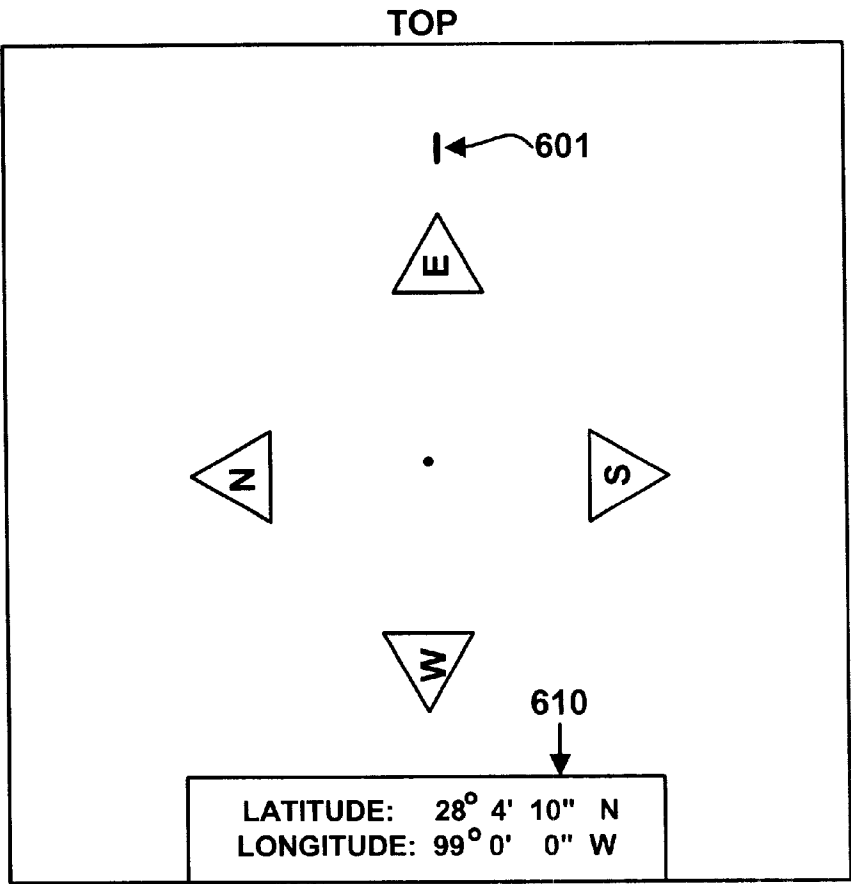 TOP
601
E
N
S
W
610
LATITUDE: 28° 4' 10" N
LONGITUDE: 99° 0' 0" W